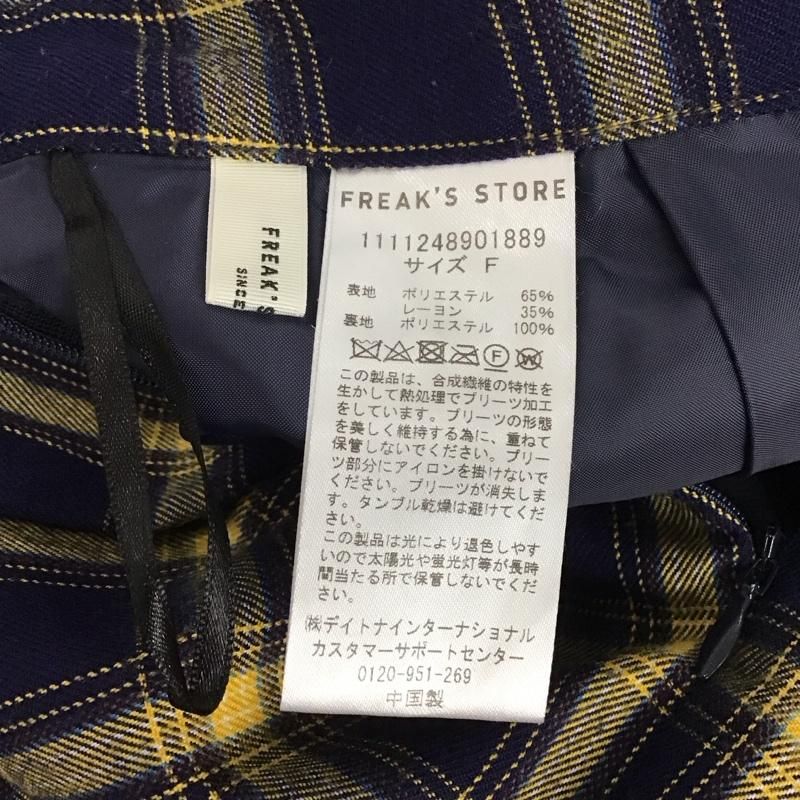 FREAK'S S
SINCE
FREAK'S STORE
1111248901889
サイズ F
表地 ポリエステル 65%
レーヨン 35%
裏地 ポリエステル 100%
F W
この製品は、合成繊維の特性を
生かして熱処理でプリーツ加工
をしています。プリーツの形態
を美しく維持する為に、重ねて
保管しないでください。プリー
ツ部分にアイロンを掛けないで
ください。プリーツが消失しま
す。タンブル乾燥は避けてくだ
さい。
この製品は光により退色しやす
いので太陽光や蛍光灯等が長時
間当たる所で保管しないでくだ
さい。
㈱デイトナインターナショナル
カスタマーサポートセンター
0120-951-269
中国製